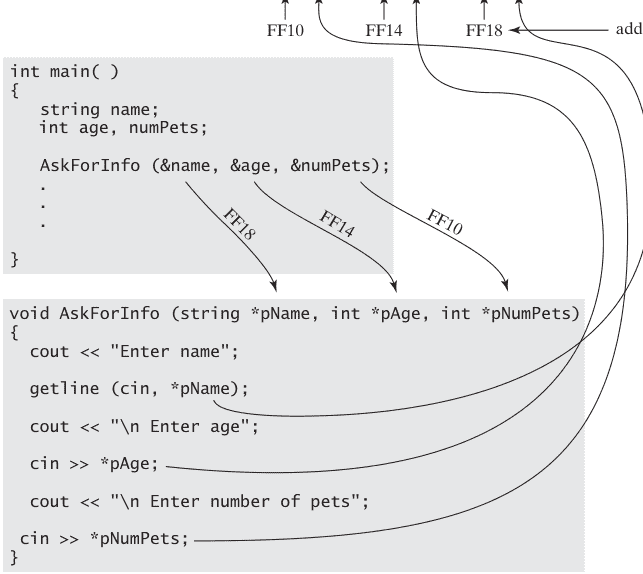 FF10 FF14 FF18 add
int main( )
{
string name;
int age, numPets;
AskForInfo (&name, &age, &numPets);
.
.
.
}
FF18 FF14 FF10
void AskForInfo (string *pName, int *pAge, int *pNumPets)
{
cout << "Enter name";
getline (cin, *pName);
cout << "\n Enter age";
cin >> *pAge;
cout << "\n Enter number of pets";
cin >> *pNumPets;
}